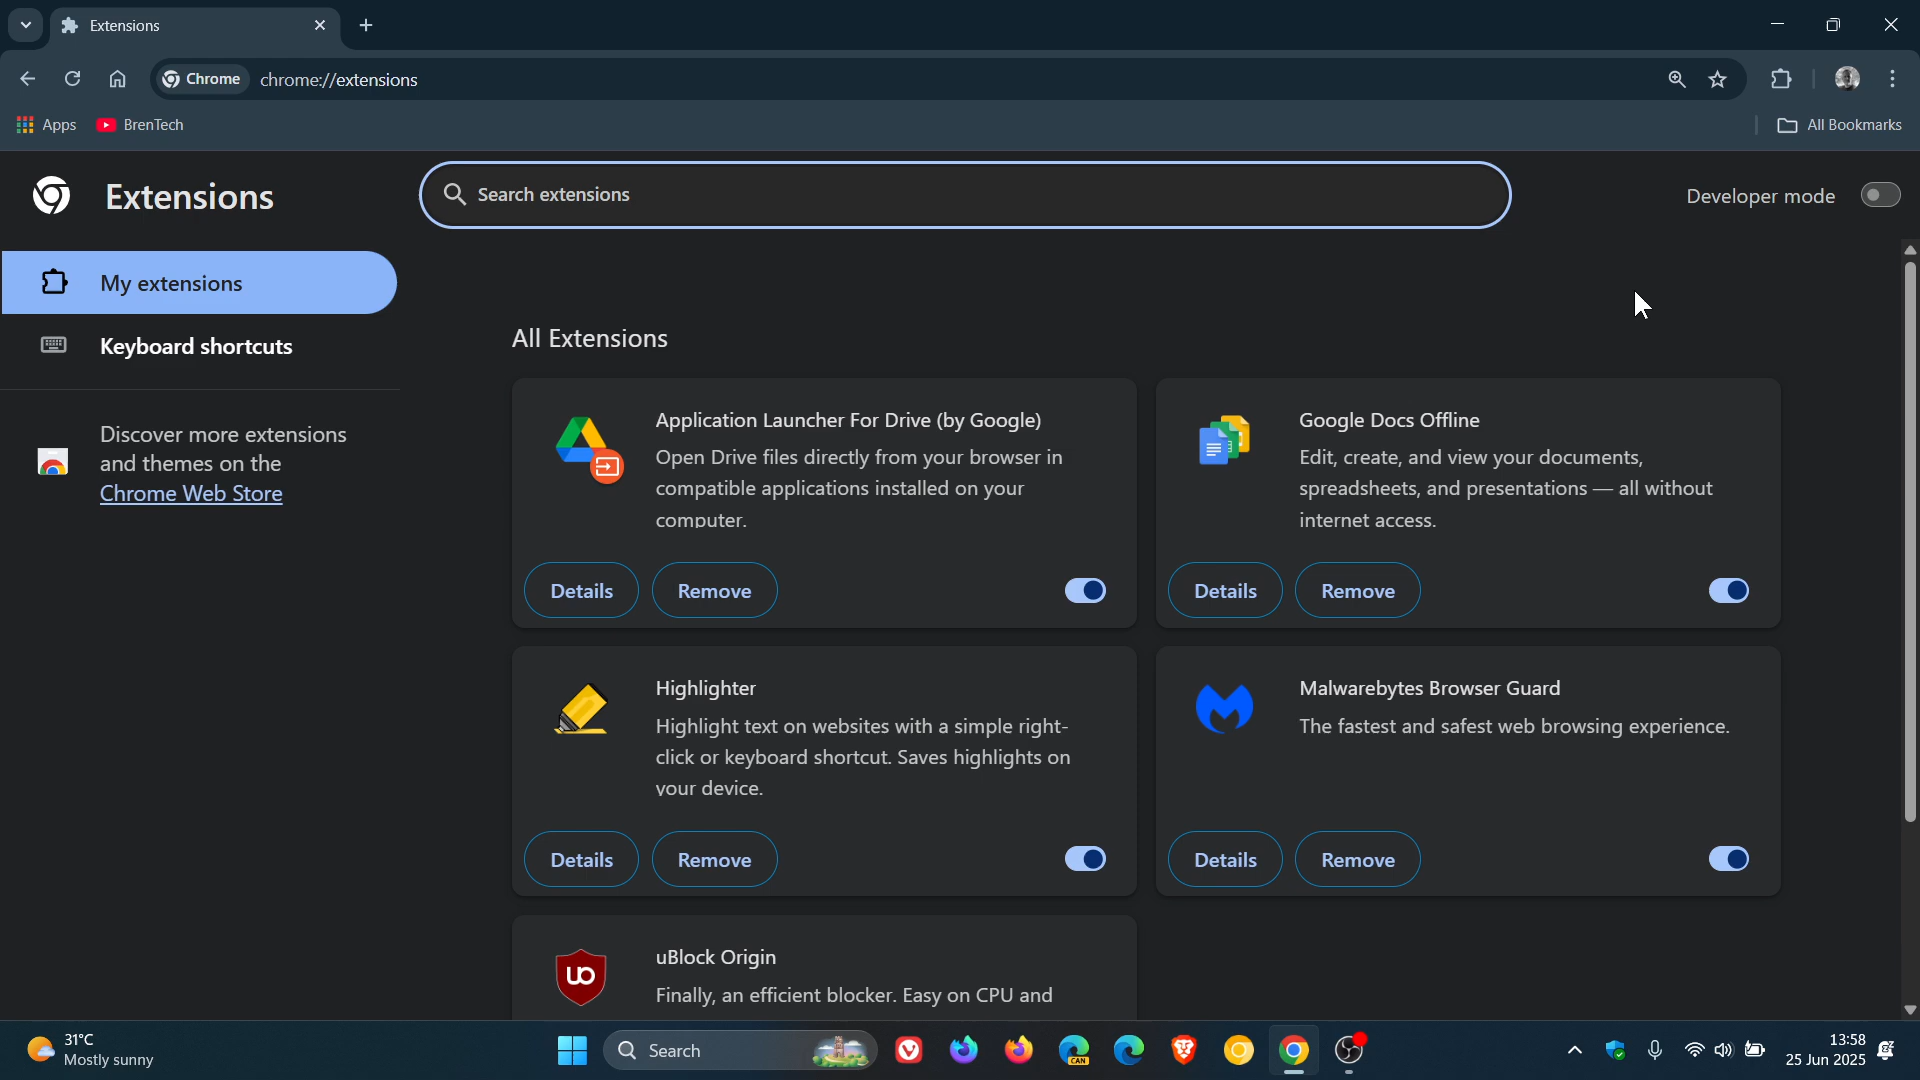 Extensions
Chrome chrome://extensions
Apps BrenTech All Bookmarks
Extensions
Search extensions
Developer mode
My extensions
Keyboard shortcuts
Discover more extensions
and themes on the
Chrome Web Store
All Extensions
Application Launcher For Drive (by Google)
Open Drive files directly from your browser in
compatible applications installed on your
computer.
Details Remove
Google Docs Offline
Edit, create, and view your documents,
spreadsheets, and presentations — all without
internet access.
Details Remove
Highlighter
Highlight text on websites with a simple right-
click or keyboard shortcut. Saves highlights on
your device.
Details Remove
Malwarebytes Browser Guard
The fastest and safest web browsing experience.
Details Remove
uBlock Origin
Finally, an efficient blocker. Easy on CPU and
31°C
Mostly sunny
Search
CAN
13:58
25 Jun 2025